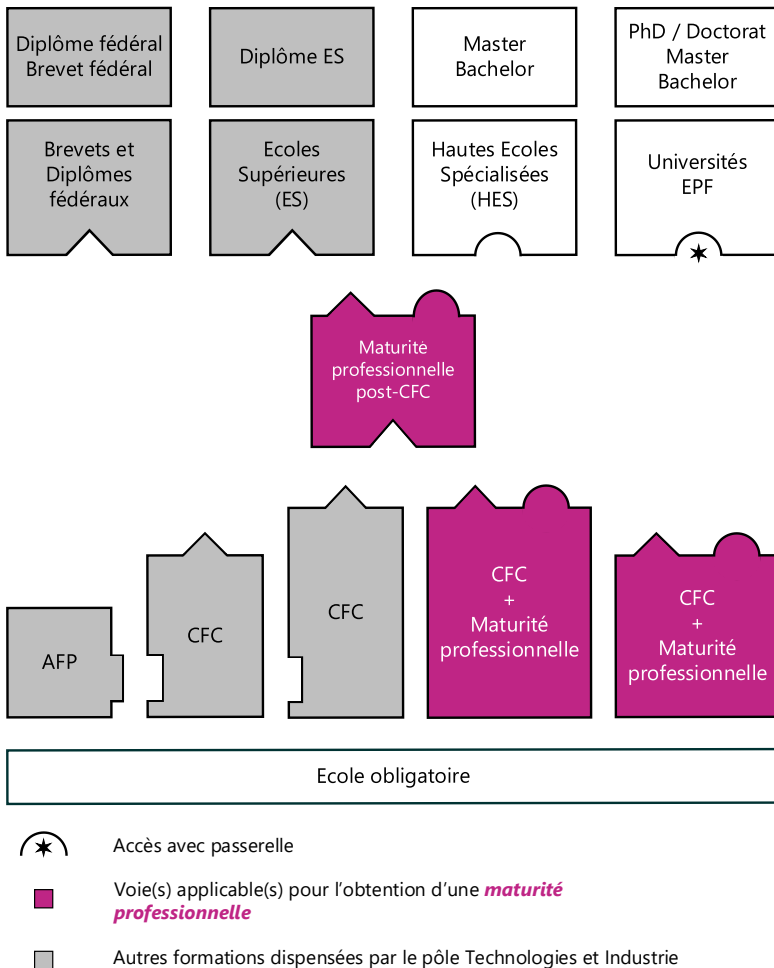 Diplôme fédéral
Brevet fédéral
Diplôme ES
Master
Bachelor
PhD / Doctorat
Master
Bachelor
Brevets et
Diplômes
fédéraux
Ecoles
Supérieures
(ES)
Hautes Ecoles
Spécialisées
(HES)
Universités
EPF
Maturité
professionnelle
post-CFC
AFP
CFC
CFC
CFC
+
Maturité
professionnelle
CFC
+
Maturité
professionnelle
Ecole obligatoire
Accès avec passerelle
Voie(s) applicable(s) pour l'obtention d'une maturité
professionnelle
Autres formations dispensées par le pôle Technologies et Industrie